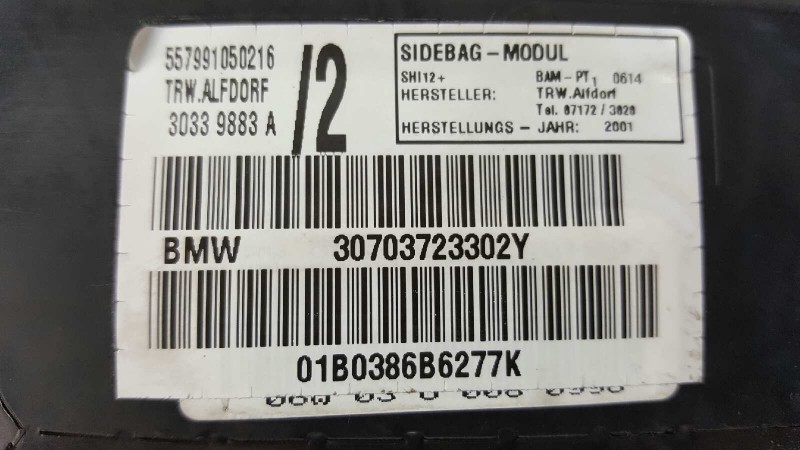 557991050216
TRW.ALFDORF
3033 9883 A
/2
SIDEBAG-MODUL
SHI12+ BAM-PT1 0614
HERSTELLER: TRW.Alfdorf
Tel. 07172/3020
HERSTELLUNGS-JAHR: 2001
BMW 30703723302Y
01B0386B6277K